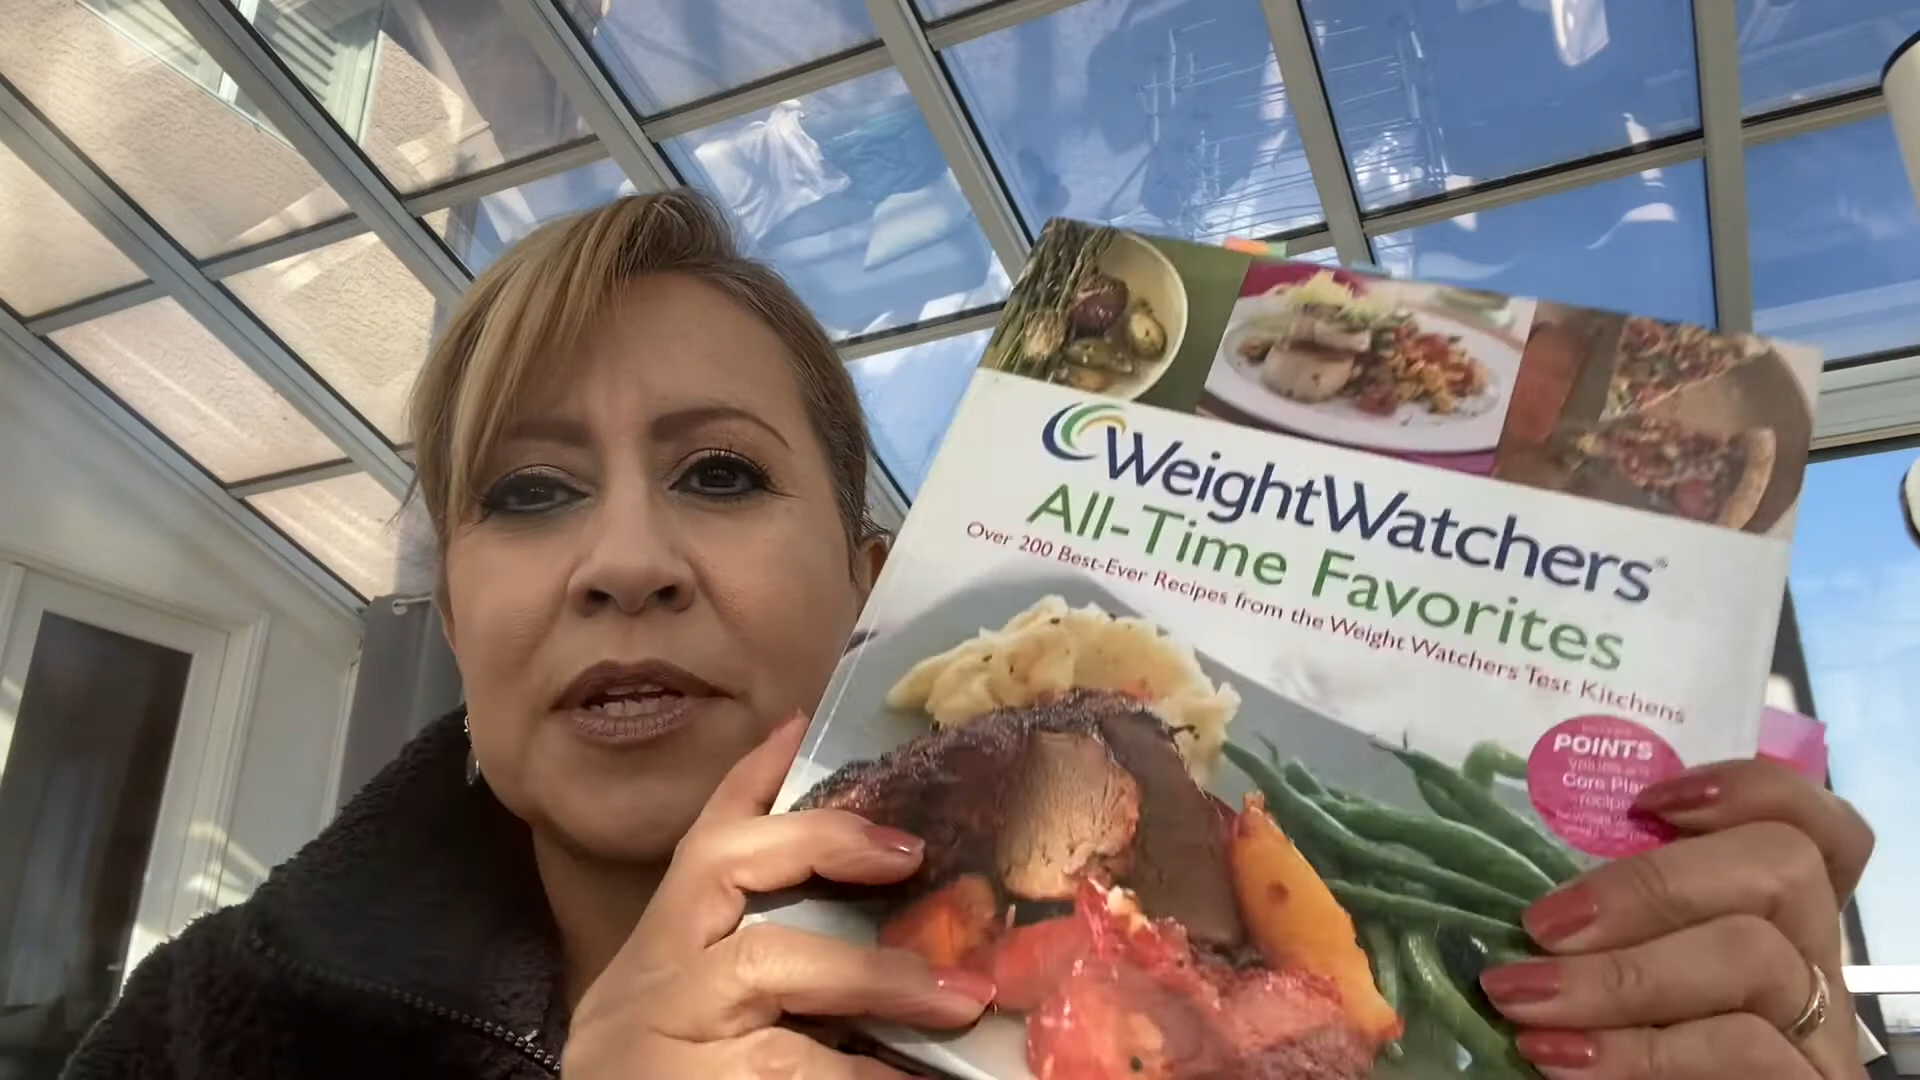 WeightWatchers®
All-Time Favorites
Over 200 Best-Ever Recipes from the Weight Watchers Test Kitchens
POINTS
values
Core Plan